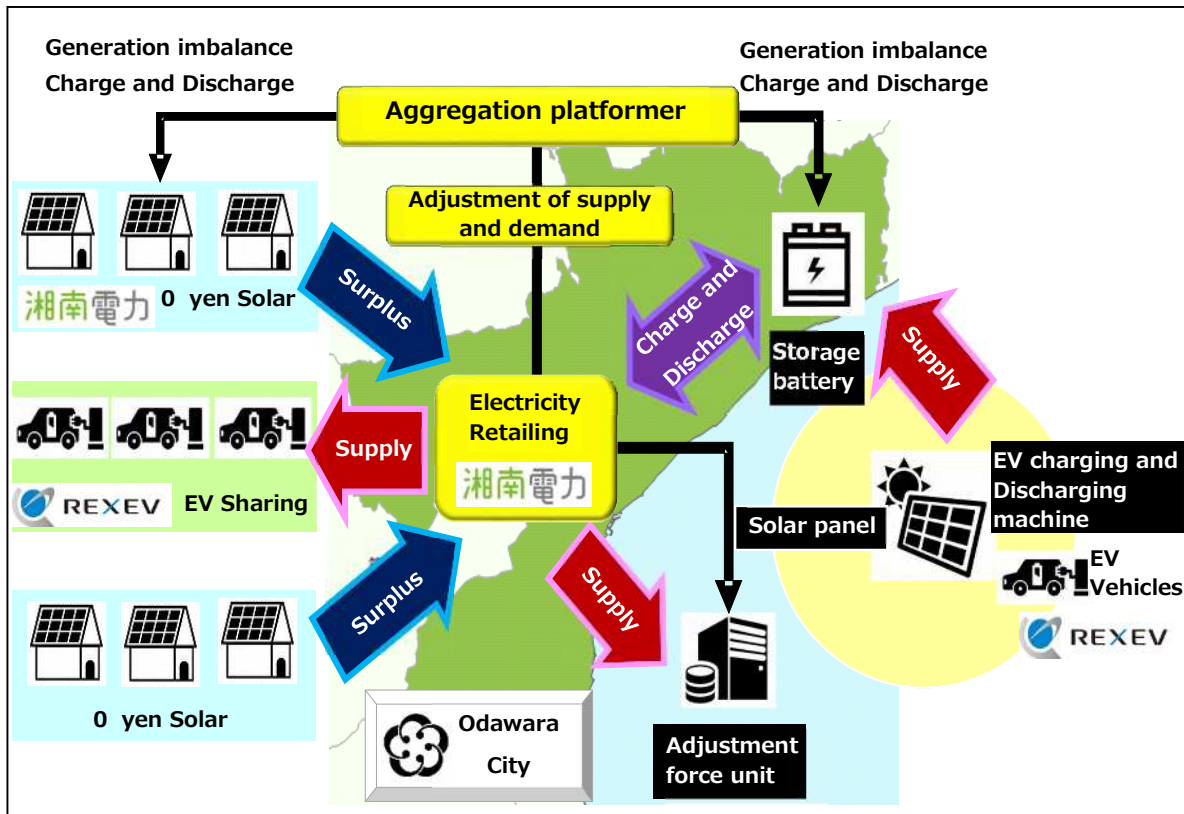 Generation imbalance
Charge and Discharge
Generation imbalance
Charge and Discharge
Aggregation platformer
Adjustment of supply
and demand
0 yen Solar
湘南電力
Surplus
Charge and
Discharge
Storage
battery
Supply
Electricity
Retailing
湘南電力
Supply
REXEV
EV Sharing
Solar panel
EV charging and
Discharging
machine
EV
Vehicles
REXEV
Surplus
Supply
0 yen Solar
Odawara
City
Adjustment
force unit